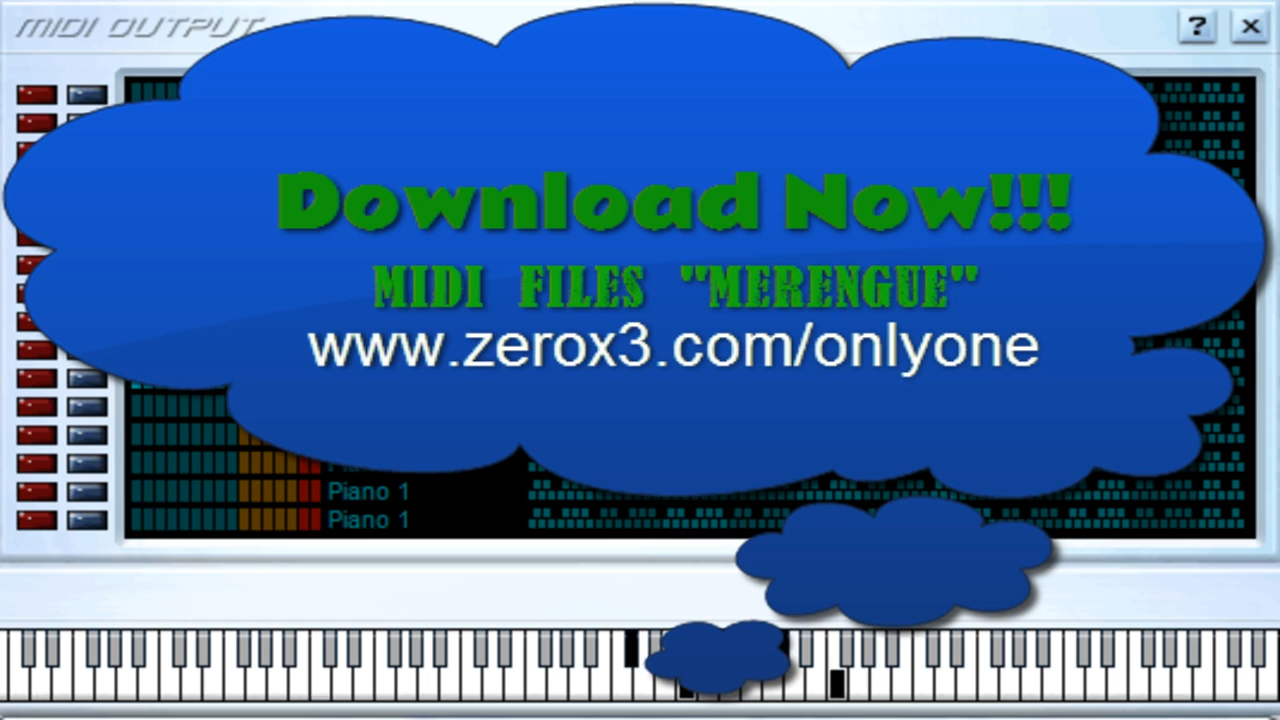 MIDI OUTPUT
?
Download Now!!!
MIDI FILES "MERENGUE"
www.zerox3.com/onlyone
Piano 1
Piano 1